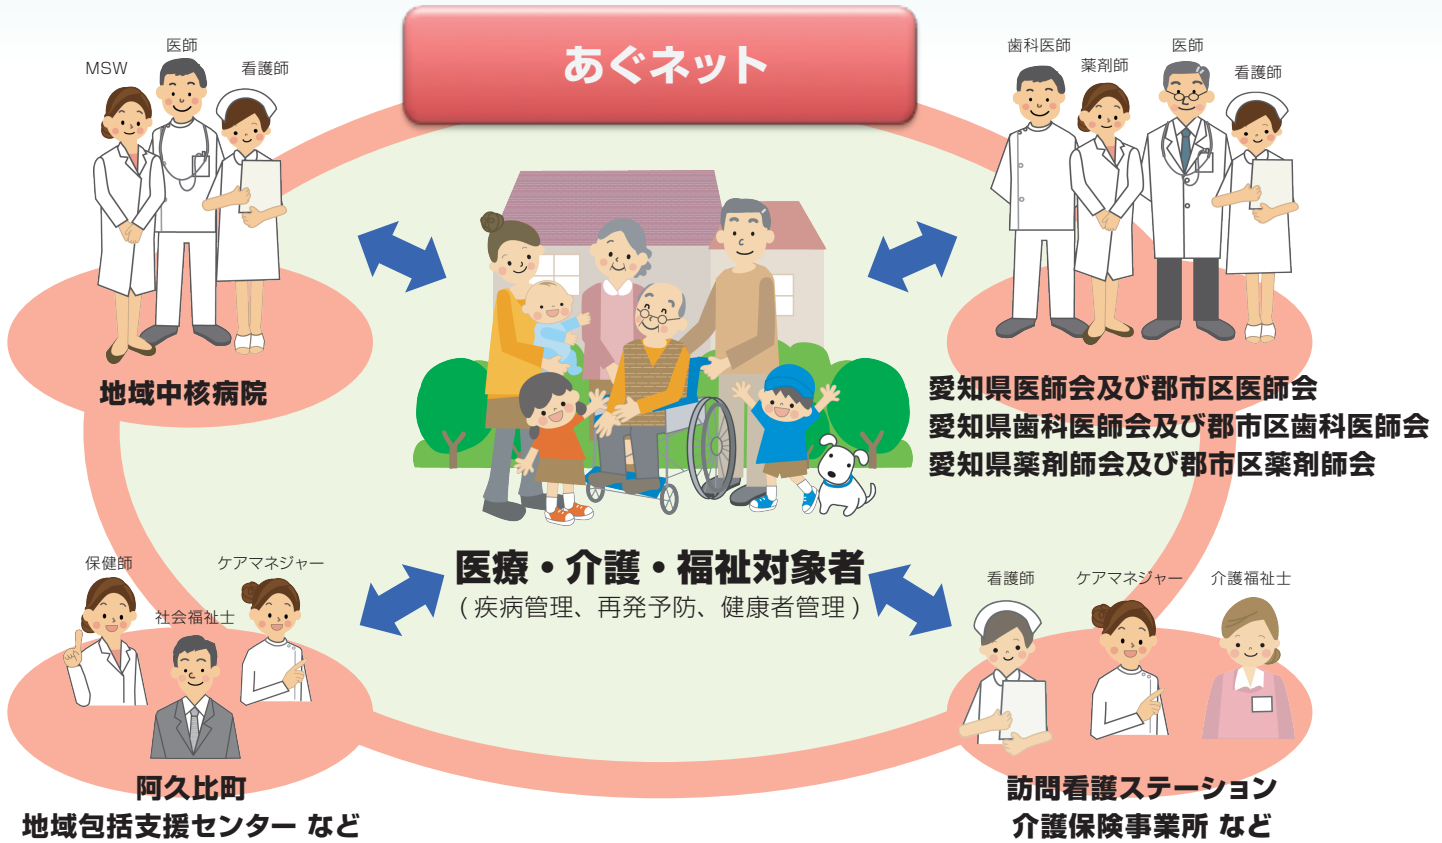 あぐネット
MSW
医師
看護師
地域中核病院
歯科医師
薬剤師
医師
看護師
愛知県医師会及び郡市区医師会
愛知県歯科医師会及び郡市区歯科医師会
愛知県薬剤師会及び郡市区薬剤師会
医療・介護・福祉対象者
(疾病管理、再発予防、健康者管理)
保健師
社会福祉士
ケアマネジャー
阿久比町
地域包括支援センター など
看護師
ケアマネジャー
介護福祉士
訪問看護ステーション
介護保険事業所 など